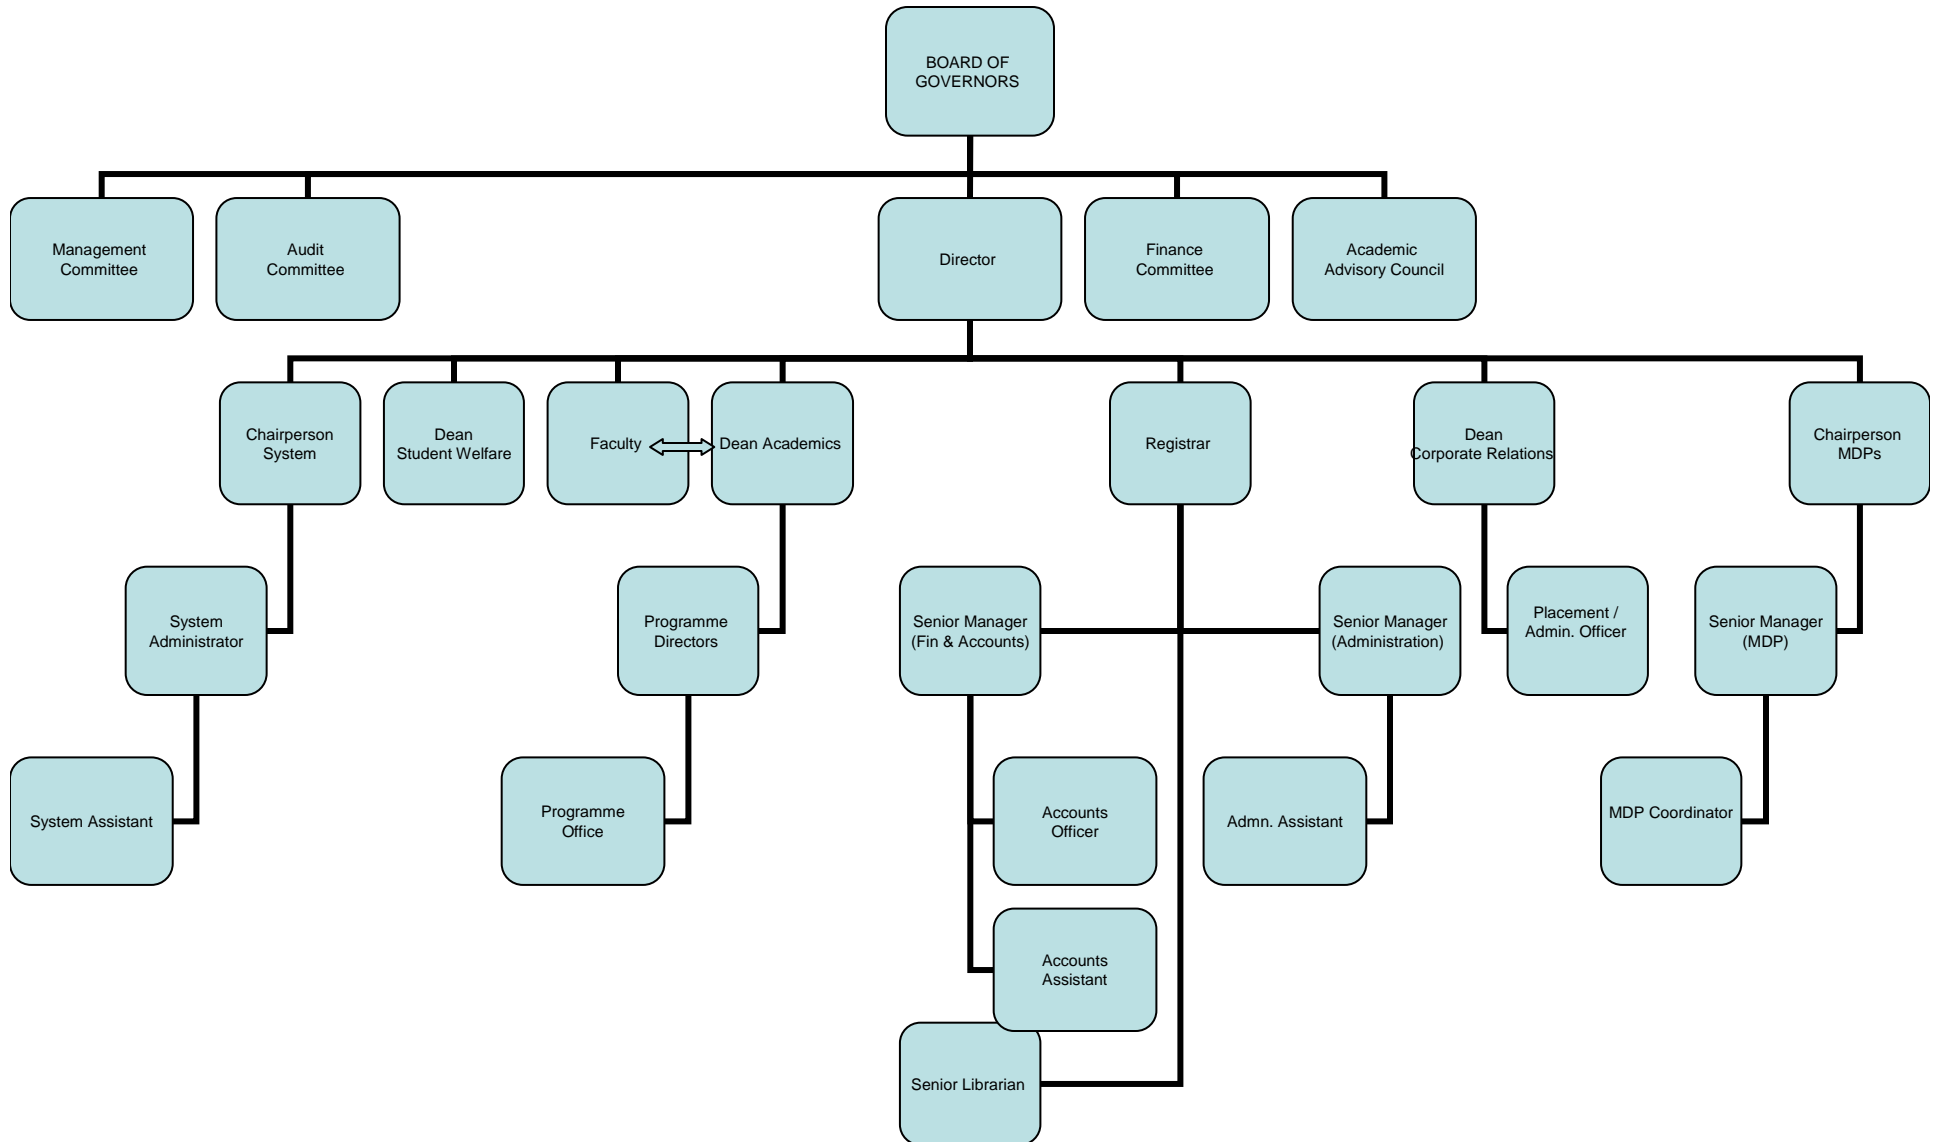 BOARD OF
GOVERNORS
Management
Committee
Audit
Committee
Director
Finance
Committee
Academic
Advisory Council
Chairperson
System
Dean
Student Welfare
Faculty
Dean Academics
Registrar
Dean
Corporate Relations
Chairperson
MDPs
System
Administrator
Programme
Directors
Senior Manager
(Fin & Accounts)
Senior Manager
(Administration)
Placement /
Admin. Officer
Senior Manager
(MDP)
System Assistant
Programme
Office
Accounts
Officer
Admn. Assistant
MDP Coordinator
Accounts
Assistant
Senior Librarian